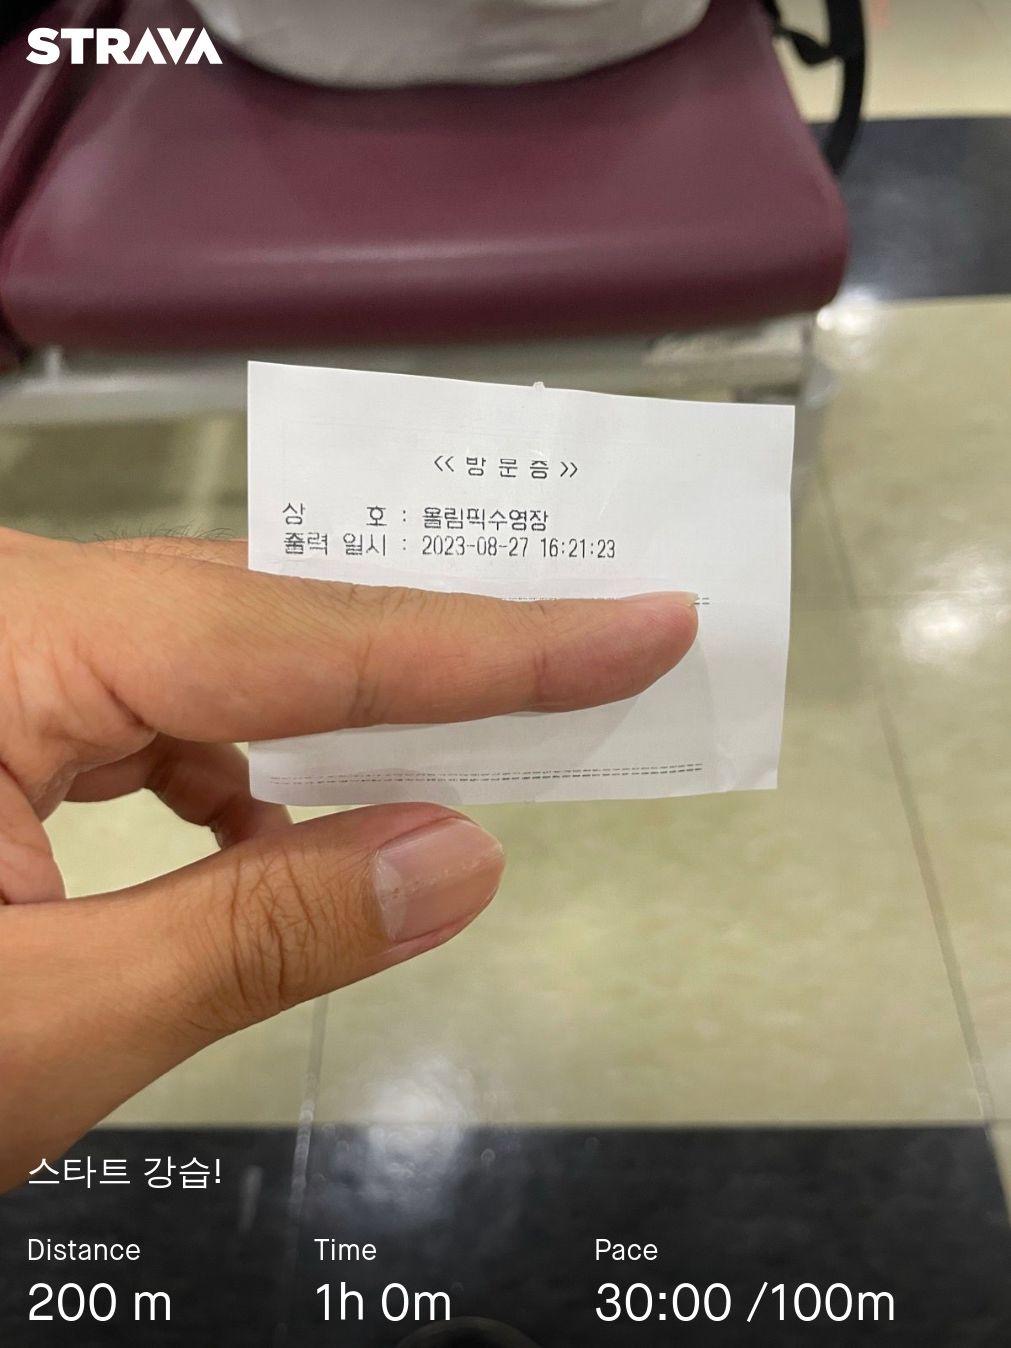 STRAVA
<< 방 문 증 >>
상 호 : 올림픽수영장
출력 일시 : 2023-08-27 16:21:23
스타트 강습!
Distance Time Pace
200 m 1h 0m 30:00 /100m